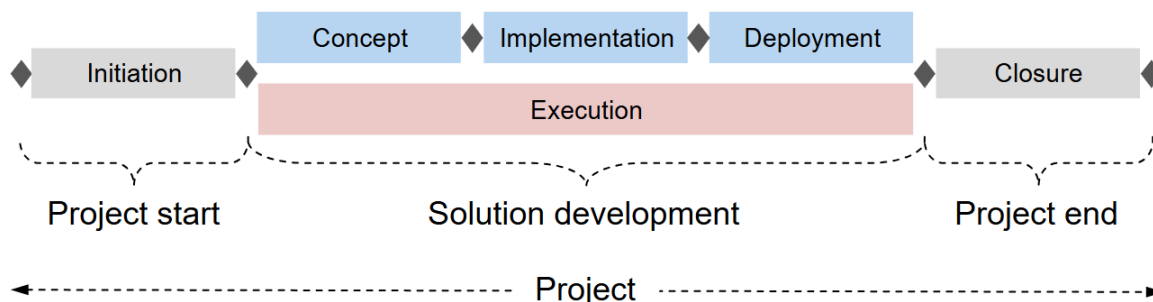 Concept
Implementation
Deployment
Initiation
Closure
Execution
Project start
Solution development
Project end
Project